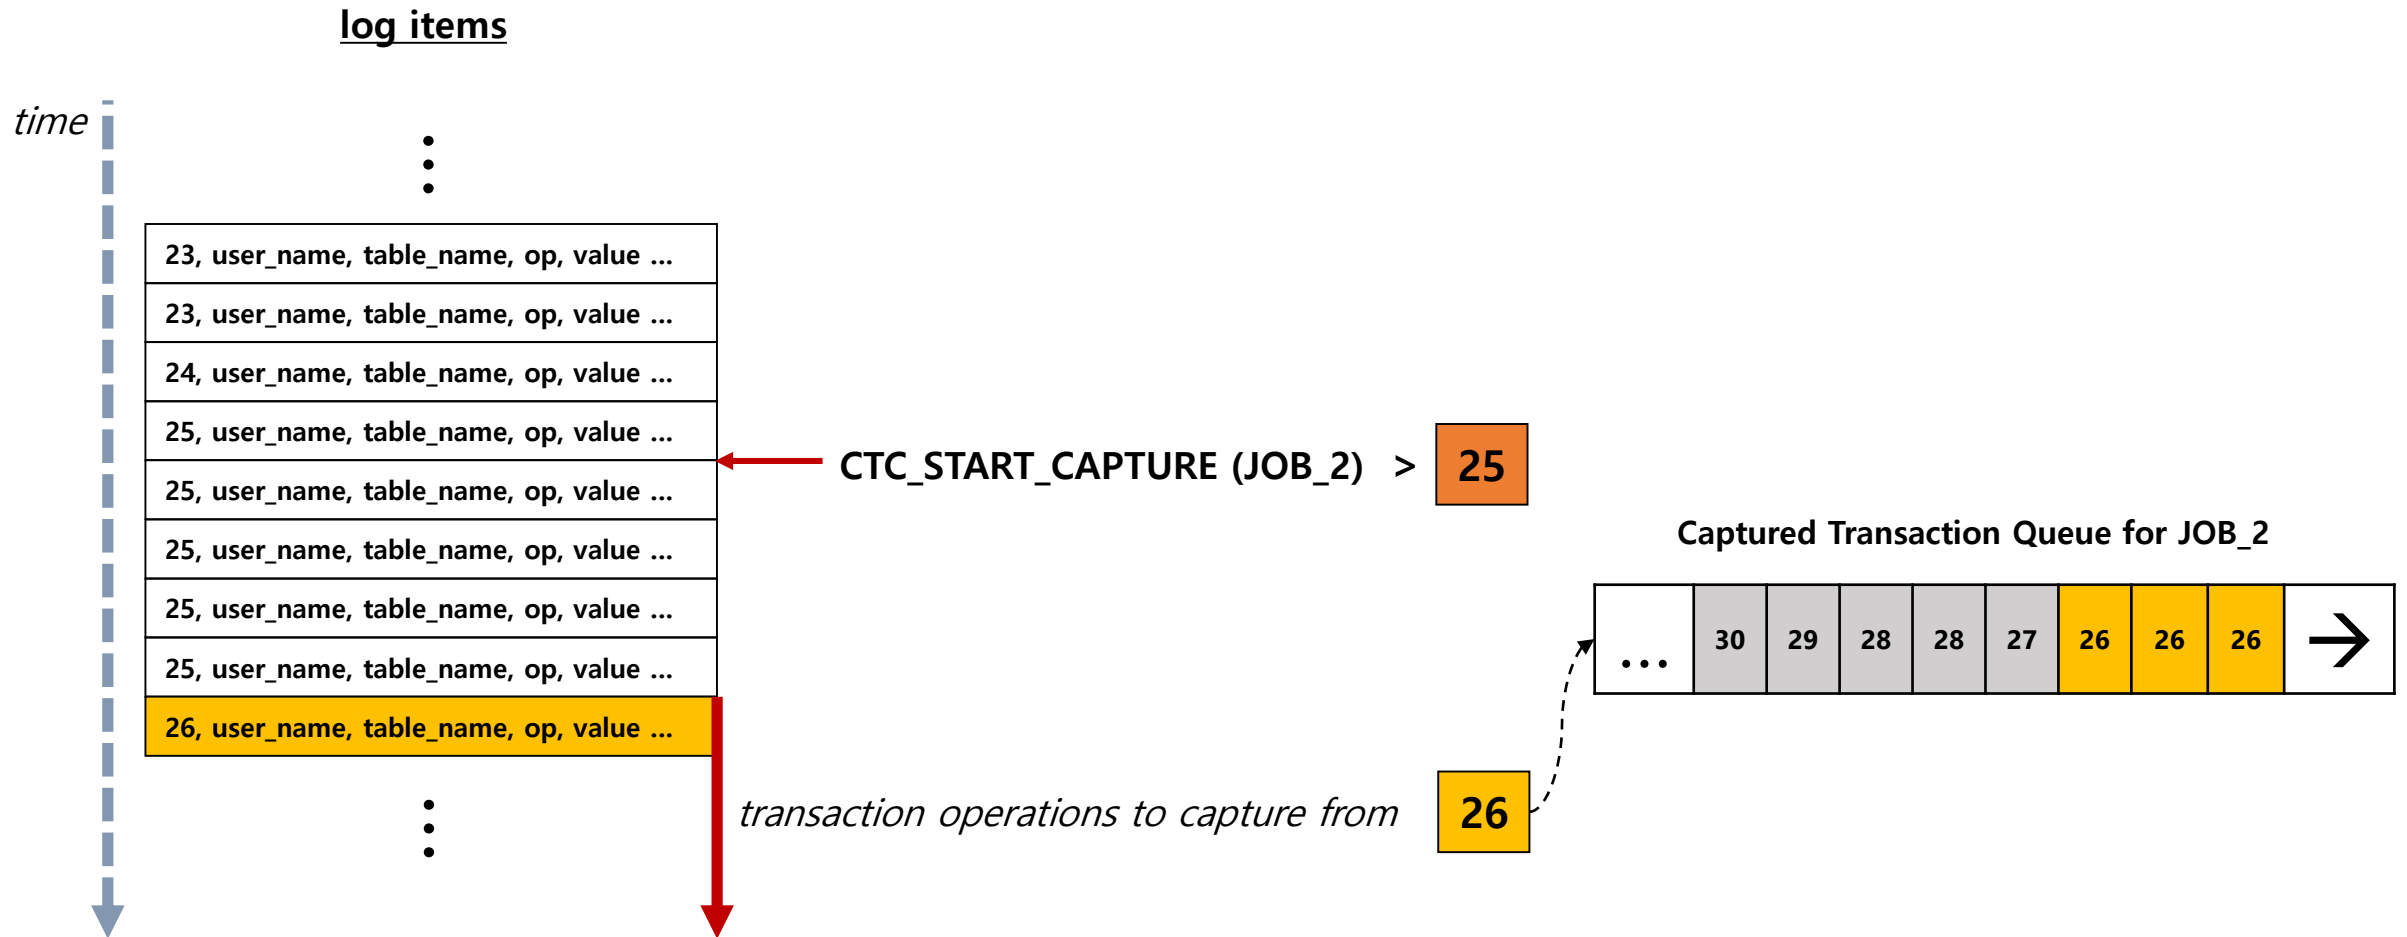 log items
time
23, user_name, table_name, op, value ...
23, user_name, table_name, op, value ...
24, user_name, table_name, op, value ...
25, user_name, table_name, op, value ...
25, user_name, table_name, op, value ...
25, user_name, table_name, op, value ...
25, user_name, table_name, op, value ...
25, user_name, table_name, op, value ...
26, user_name, table_name, op, value ...
CTC_START_CAPTURE (JOB_2) > 25
Captured Transaction Queue for JOB_2
... 30 29 28 28 27 26 26 26 →
transaction operations to capture from 26